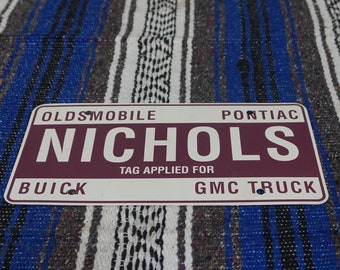 OLDSMOBILE PONTIAC
NICHOLS
TAG APPLIED FOR
BUICK GMC TRUCK